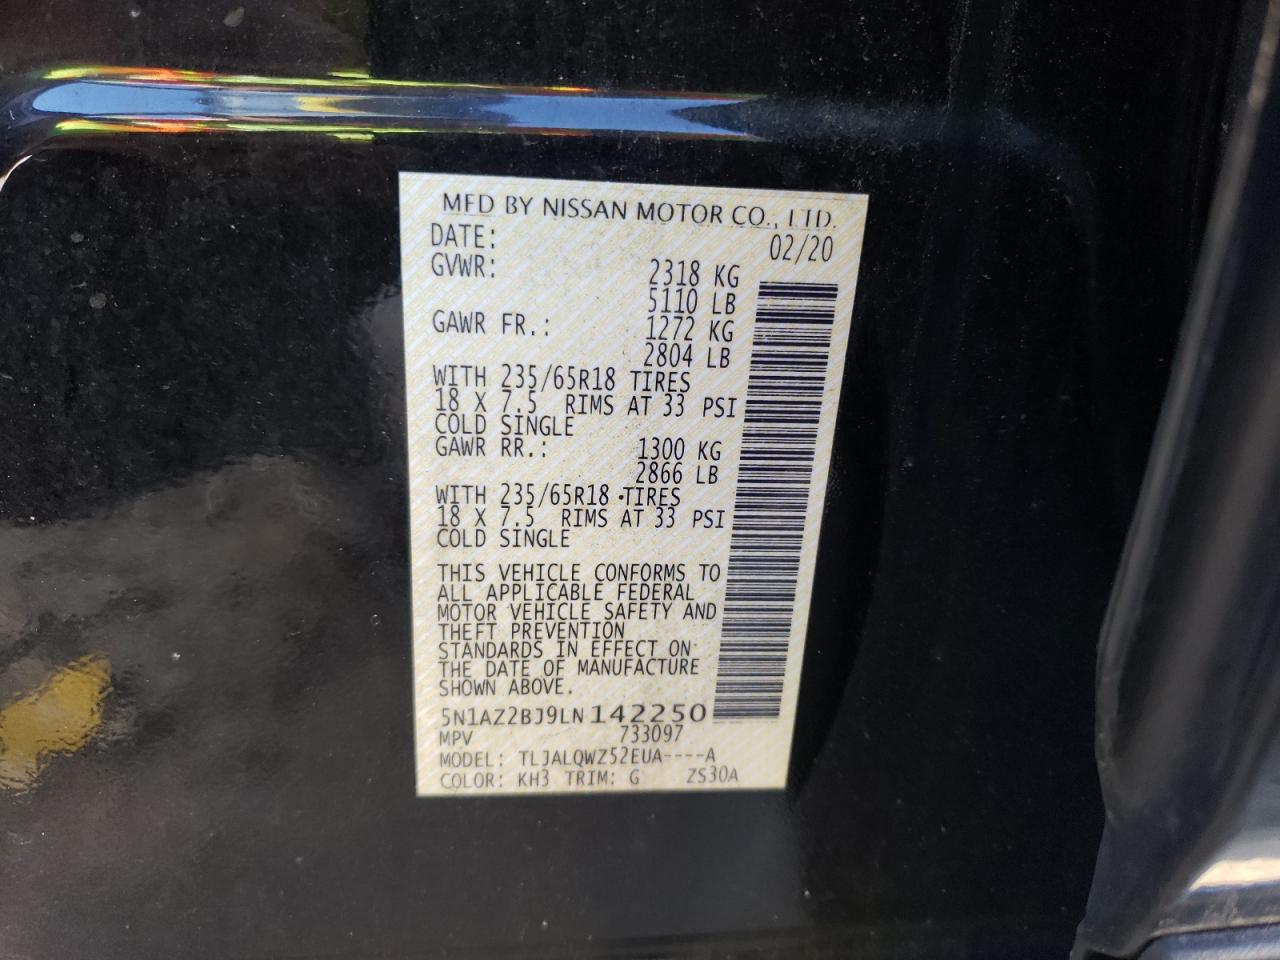 MFD BY NISSAN MOTOR CO., LTD.
DATE: 02/20
GVWR: 2318 KG
5110 LB
GAWR FR.: 1272 KG
2804 LB
WITH 235/65R18 TIRES
18 X 7.5 RIMS AT 33 PSI
COLD SINGLE
GAWR RR.: 1300 KG
2866 LB
WITH 235/65R18 TIRES
18 X 7.5 RIMS AT 33 PSI
COLD SINGLE
THIS VEHICLE CONFORMS TO
ALL APPLICABLE FEDERAL
MOTOR VEHICLE SAFETY AND
THEFT PREVENTION
STANDARDS IN EFFECT ON
THE DATE OF MANUFACTURE
SHOWN ABOVE.
5N1AZ2BJ9LN142250
MPV 733097
MODEL: TLJALQWZ52EUA----A
COLOR: KH3 TRIM: G ZS30A